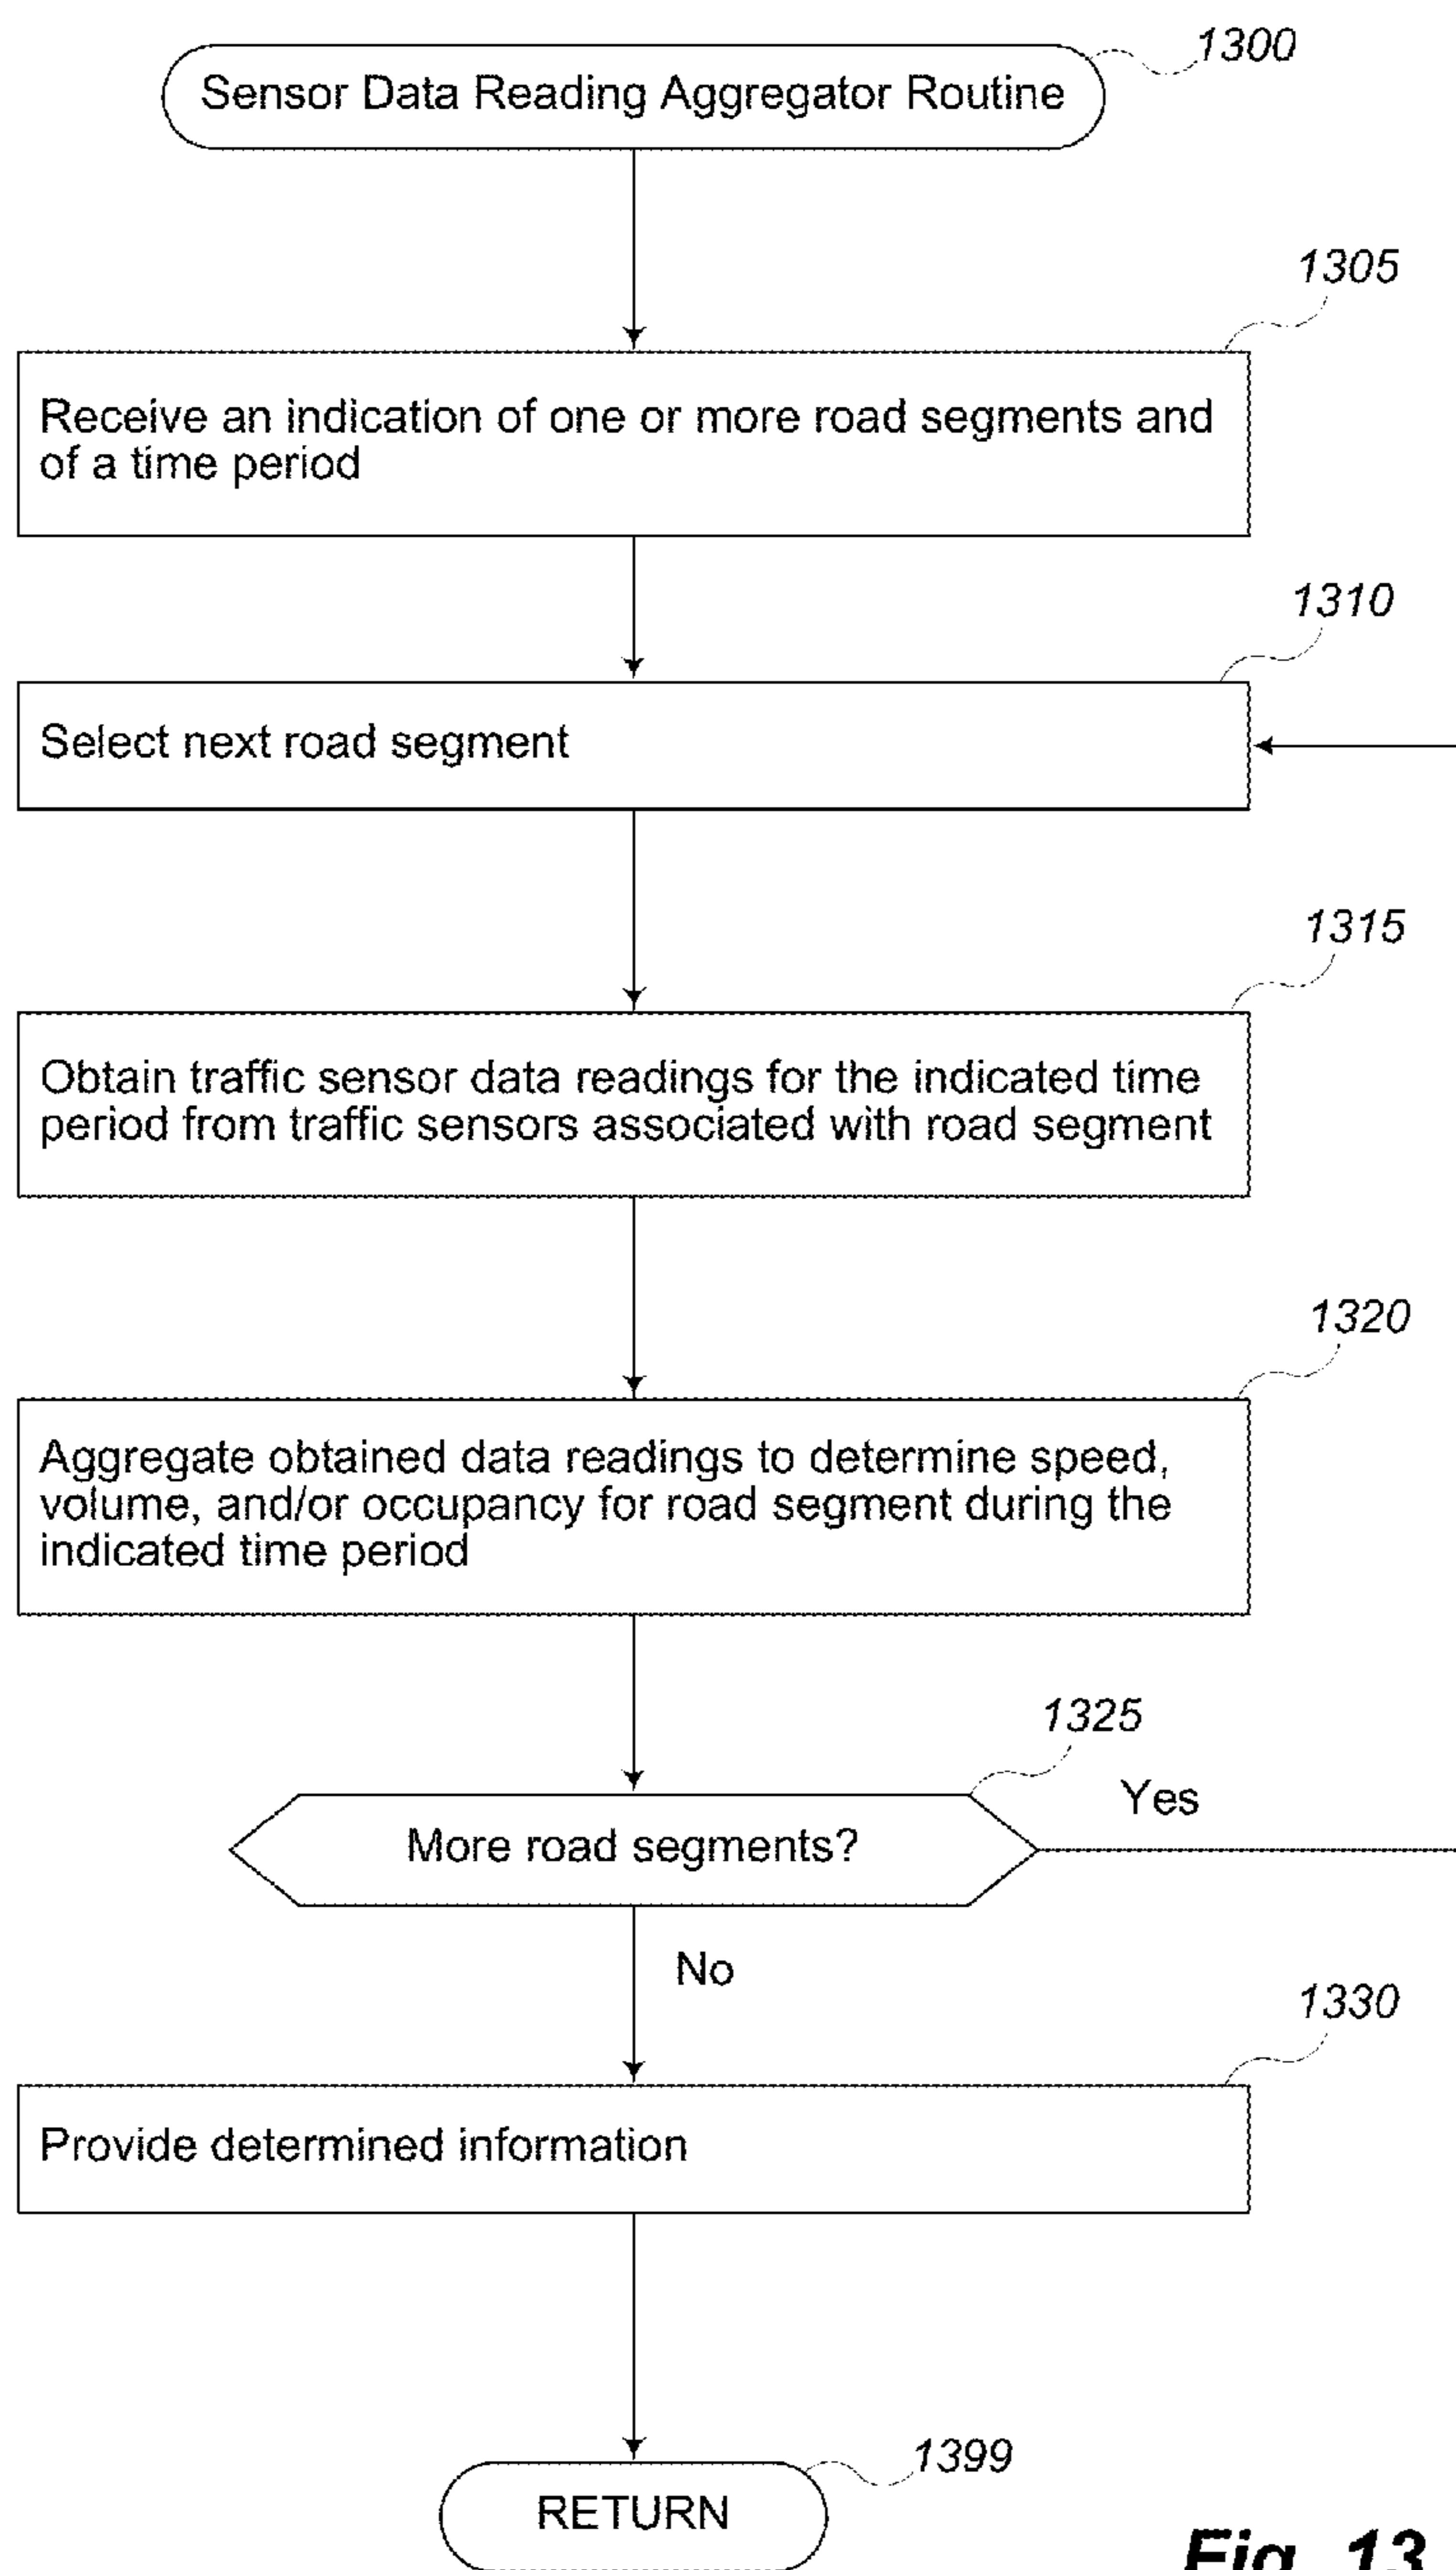 1300
Sensor Data Reading Aggregator Routine
1305
Receive an indication of one or more road segments and
of a time period
1310
Select next road segment
1315
Obtain traffic sensor data readings for the indicated time
period from traffic sensors associated with road segment
1320
Aggregate obtained data readings to determine speed,
volume, and/or occupancy for road segment during the
indicated time period
1325
Yes
More road segments?
No
1330
Provide determined information
1399
RETURN
Fig. 13